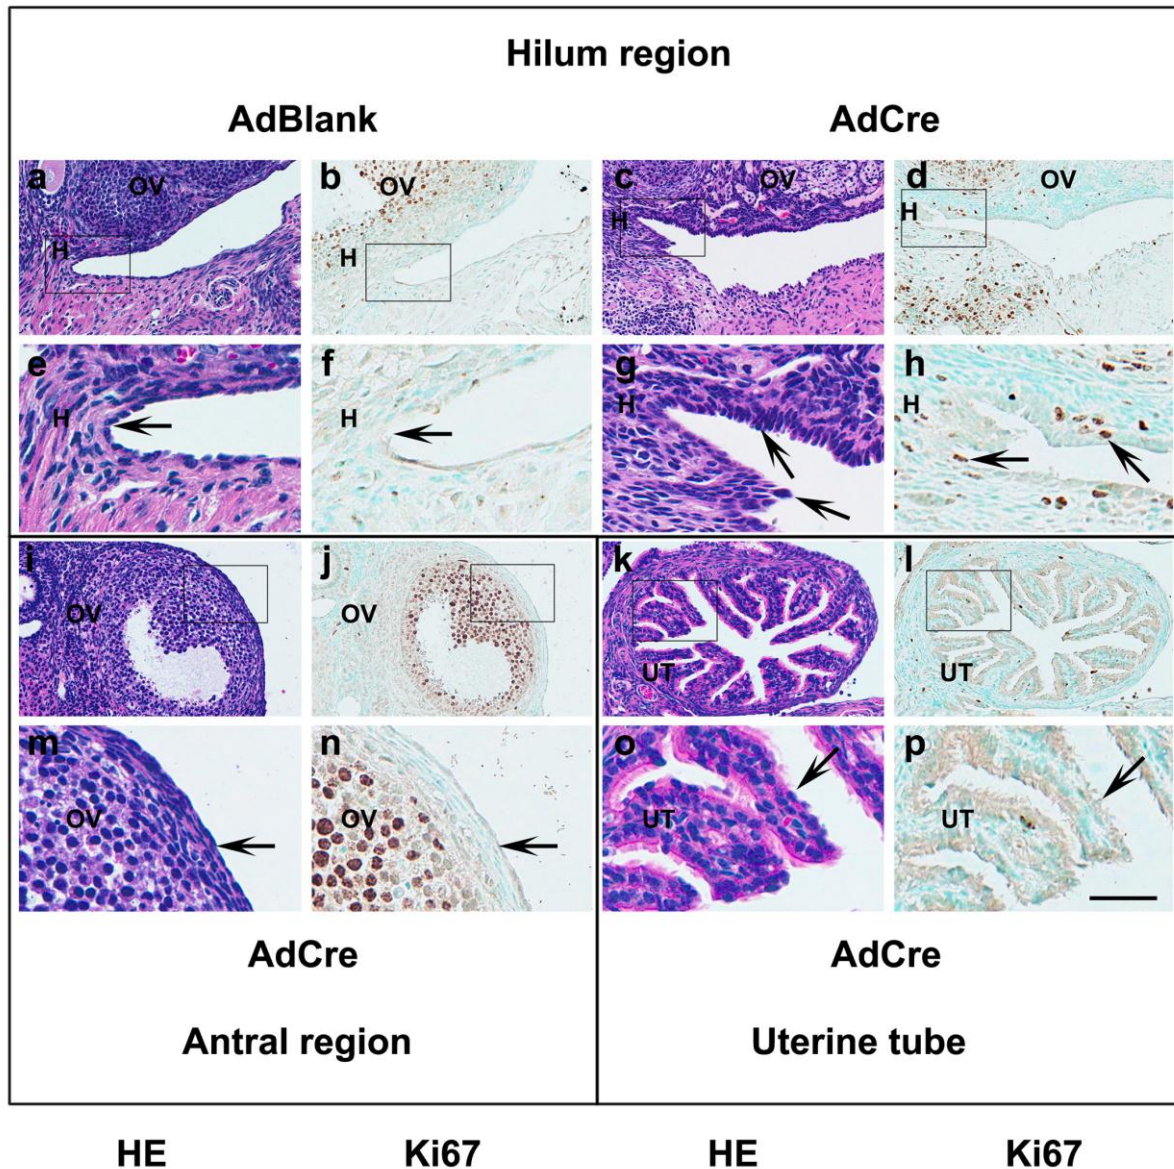 Hilum region
AdBlank AdCre
a OV b OV c OV d OV
H H H H
e f g h
H H H H
i j k l
OV OV UT UT
m n o p
OV OV UT UT
AdCre AdCre
Antral region Uterine tube
HE Ki67 HE Ki67